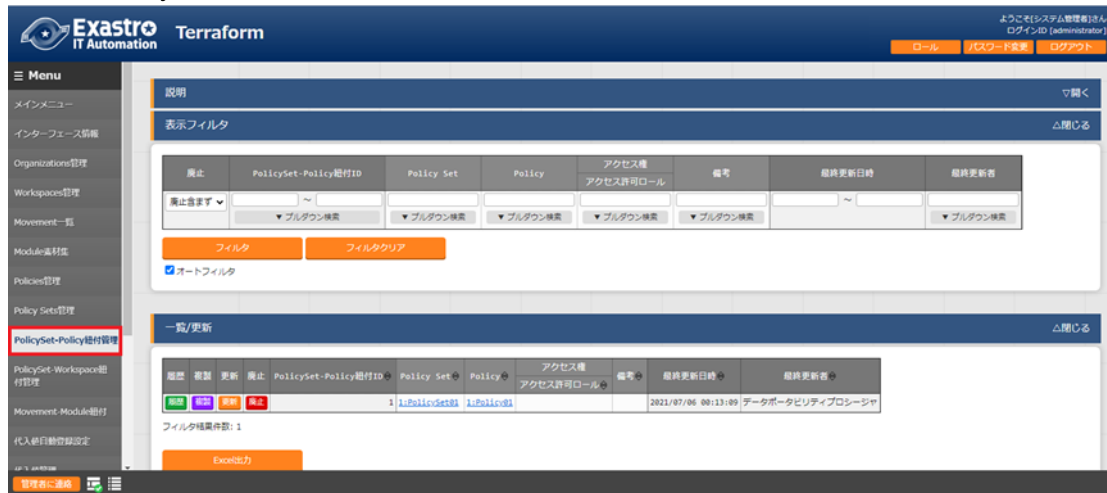 Exastro
IT Automation
Terraform
ようこそ[システム管理者]さん
ログインID [administrator]
ロール
パスワード変更
ログアウト
Menu
メインメニュー
インターフェース情報
Organizations管理
Workspaces管理
Movement一覧
Module素材集
Policies管理
Policy Sets管理
PolicySet-Policy紐付管理
PolicySet-Workspace紐
付管理
Movement-Module紐付
代入値自動登録設定
代入値管理
管理者に連絡
説明 ▽開く
表示フィルタ △閉じる
廃止 PolicySet-Policy紐付ID Policy Set Policy アクセス権 備考 最終更新日時 最終更新者
アクセス許可ロール
廃止含まず ～ ～
▼ プルダウン検索 ▼ プルダウン検索 ▼ プルダウン検索 ▼ プルダウン検索 ▼ プルダウン検索 ▼ プルダウン検索
フィルタ フィルタクリア
オートフィルタ
一覧/更新 △閉じる
履歴 複製 更新 廃止 PolicySet-Policy紐付ID Policy Set Policy アクセス権 備考 最終更新日時 最終更新者
アクセス許可ロール
履歴 複製 更新 廃止 1 1:PolicySet01 1:Policy01 2021/07/06 00:13:09 データポータビリティプロシージャ
フィルタ結果件数: 1
Excel出力